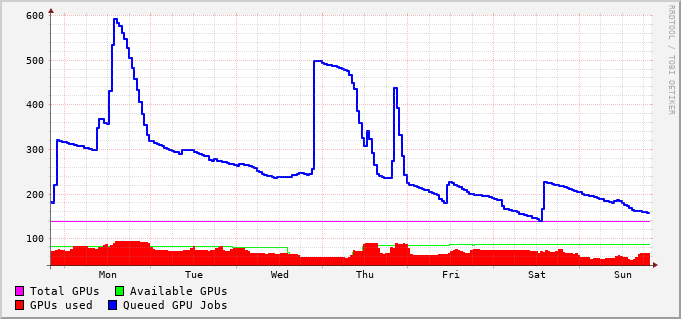 600
500
400
300
200
100
Mon Tue Wed Thu Fri Sat Sun
Total GPUs Available GPUs
GPUs used Queued GPU Jobs
RRDTOOL / TOBI OETIKER